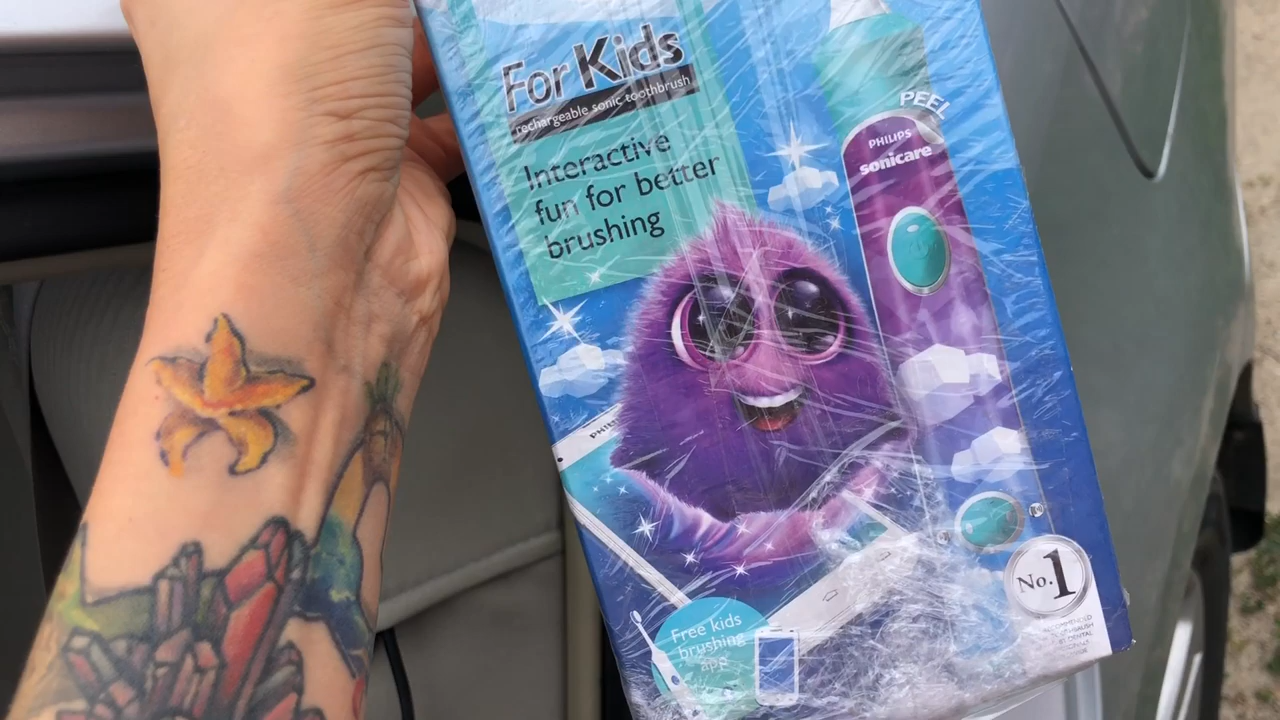 For Kids
rechargeable sonic toothbrush
Interactive
fun for better
brushing
PEEL
PHILIPS
sonicare
Free kids
brushing
app
No.1